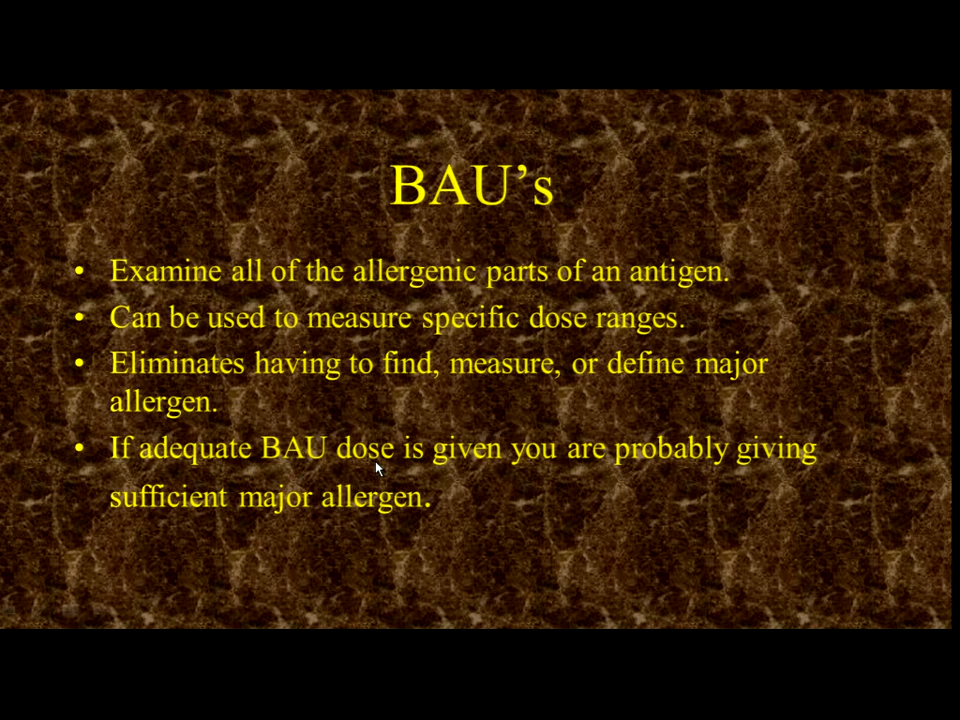 BAU’s
• Examine all of the allergenic parts of an antigen.
• Can be used to measure specific dose ranges.
• Eliminates having to find, measure, or define major
allergen.
• If adequate BAU dose is given you are probably giving
sufficient major allergen.